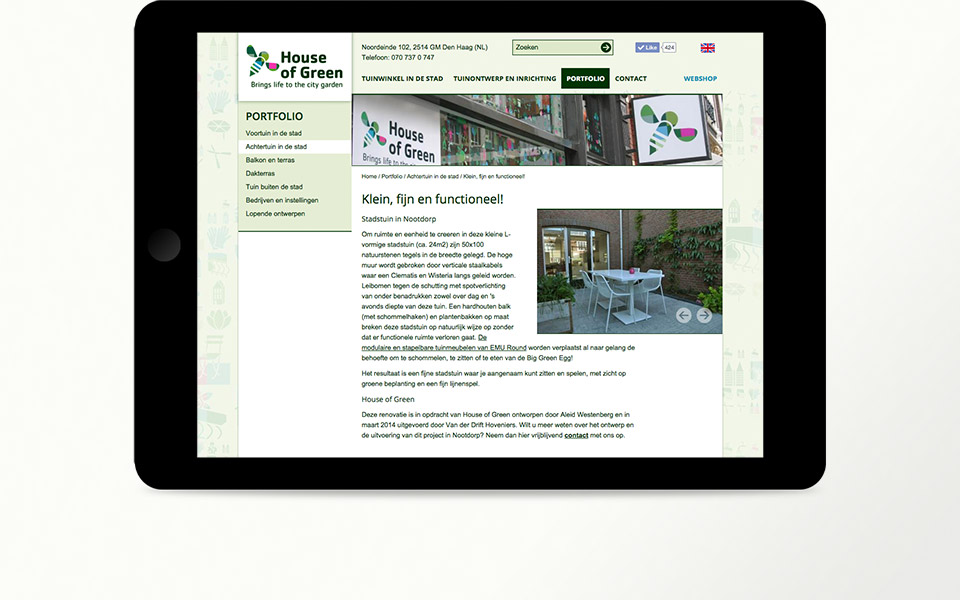 House
of Green
Brings life to the city garden
Noordeinde 102, 2514 GM Den Haag (NL)
Telefoon: 070 737 0 747
Zoeken
Like 424
TUINWINKEL IN DE STAD TUINONTWERP EN INRICHTING PORTFOLIO CONTACT WEBSHOP
PORTFOLIO
Voortuin in de stad
Achtertuin in de stad
Balkon en terras
Dakterras
Tuin buiten de stad
Bedrijven en instellingen
Lopende ontwerpen
House
of Green
Brings life to the
Home / Portfolio / Achtertuin in de stad / Klein, fijn en functioneel!
Klein, fijn en functioneel!
Stadstuin in Nootdorp
Om ruimte en eenheid te creeren in deze kleine L-
vormige stadstuin (ca. 24m2) zijn 50x100
natuurstenen tegels in de breedte gelegd. De hoge
muur wordt gebroken door verticale staalkabels
waar een Clematis en Wisteria langs geleid worden.
Leibomen tegen de schutting met spotverlichting
van onder benadrukken zowel over dag en 's
avonds diepte van deze tuin. Een hardhouten balk
(met schommelhaken) en plantenbakken op maat
breken deze stadstuin op natuurlijk wijze op zonder
dat er functionele ruimte verloren gaat. De
modulaire en stapelbare tuinmeubelen van EMU Round worden verplaatst al naar gelang de
behoefte om te schommelen, te zitten of te eten van de Big Green Egg!
Het resultaat is een fijne stadstuin waar je aangenaam kunt zitten en spelen, met zicht op
groene beplanting en een fijn lijnenspel.
House of Green
Deze renovatie is in opdracht van House of Green ontworpen door Aleid Westenberg en in
maart 2014 uitgevoerd door Van der Drift Hoveniers. Wilt u meer weten over het ontwerp en
de uitvoering van dit project in Nootdorp? Neem dan hier vrijblijvend contact met ons op.